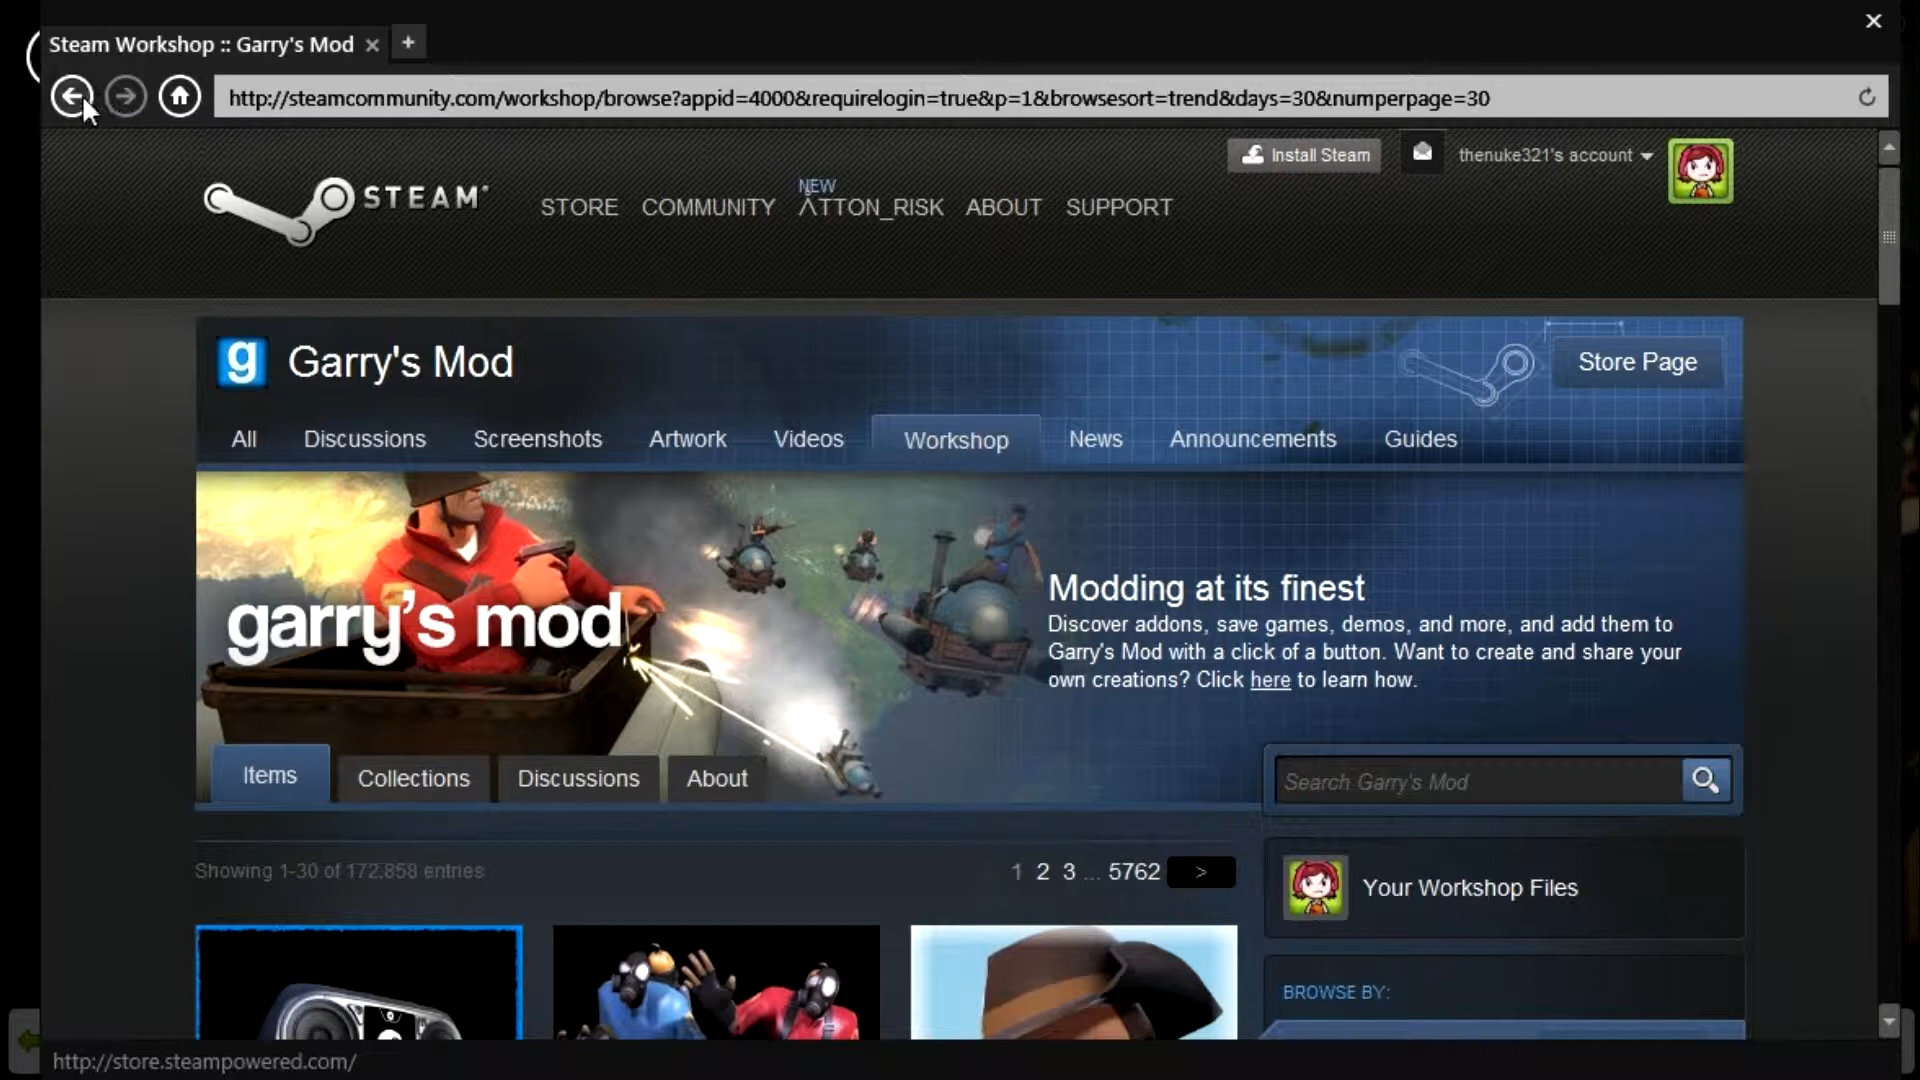 Steam Workshop :: Garry's Mod
http://steamcommunity.com/workshop/browse?appid=4000&requirelogin=true&p=1&browsesort=trend&days=30&numperpage=30
Install Steam
thenuke321's account
STEAM
STORE
COMMUNITY
NEW
ÂTTON_RISK
ABOUT
SUPPORT
g
Garry's Mod
Store Page
All
Discussions
Screenshots
Artwork
Videos
Workshop
News
Announcements
Guides
garry's mod
Modding at its finest
Discover addons, save games, demos, and more, and add them to
Garry's Mod with a click of a button. Want to create and share your
own creations? Click here to learn how.
Items
Collections
Discussions
About
Search Garry's Mod
Showing 1-30 of 172,858 entries
1 2 3 ... 5762 >
Your Workshop Files
BROWSE BY:
http://store.steampowered.com/